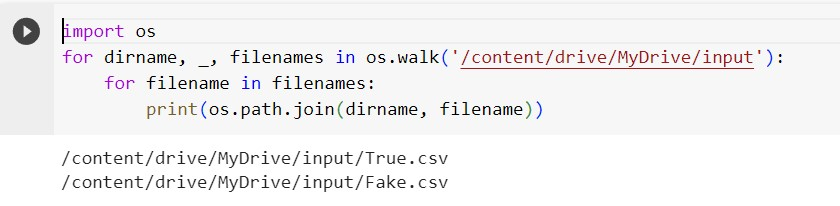 import os
for dirname, _, filenames in os.walk('/content/drive/MyDrive/input'):
    for filename in filenames:
        print(os.path.join(dirname, filename))
/content/drive/MyDrive/input/True.csv
/content/drive/MyDrive/input/Fake.csv